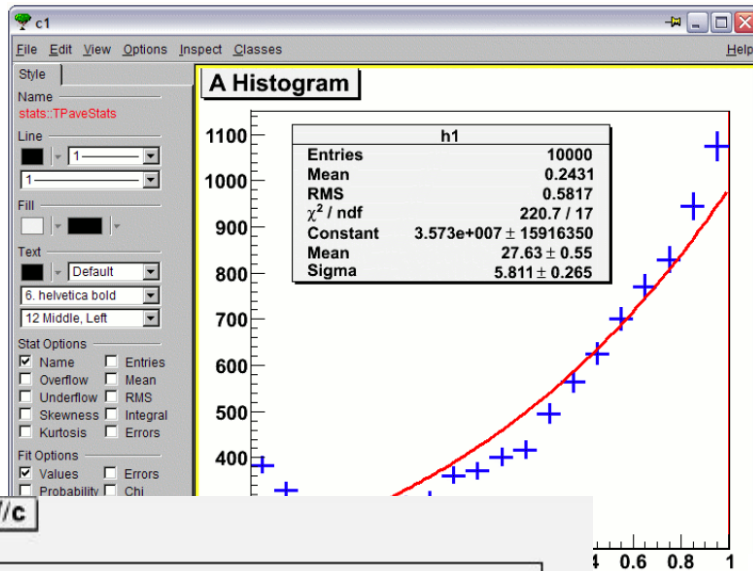 c1
File Edit View Options Inspect Classes Help
Style
Name
stats::TPaveStats
Line
1
1
Fill
Text
Default
6. helvetica bold
12 Middle, Left
Stat Options
Name Entries
Overflow Mean
Underflow RMS
Skewness Integral
Kurtosis Errors
Fit Options
Values Errors
Probability Chi
A Histogram
h1
Entries 10000
Mean 0.2431
RMS 0.5817
χ² / ndf 220.7 / 17
Constant 3.573e+007 ± 15916350
Mean 27.63 ± 0.55
Sigma 5.811 ± 0.265
1100
1000
900
800
700
600
500
400
/c
0.6 0.8 1